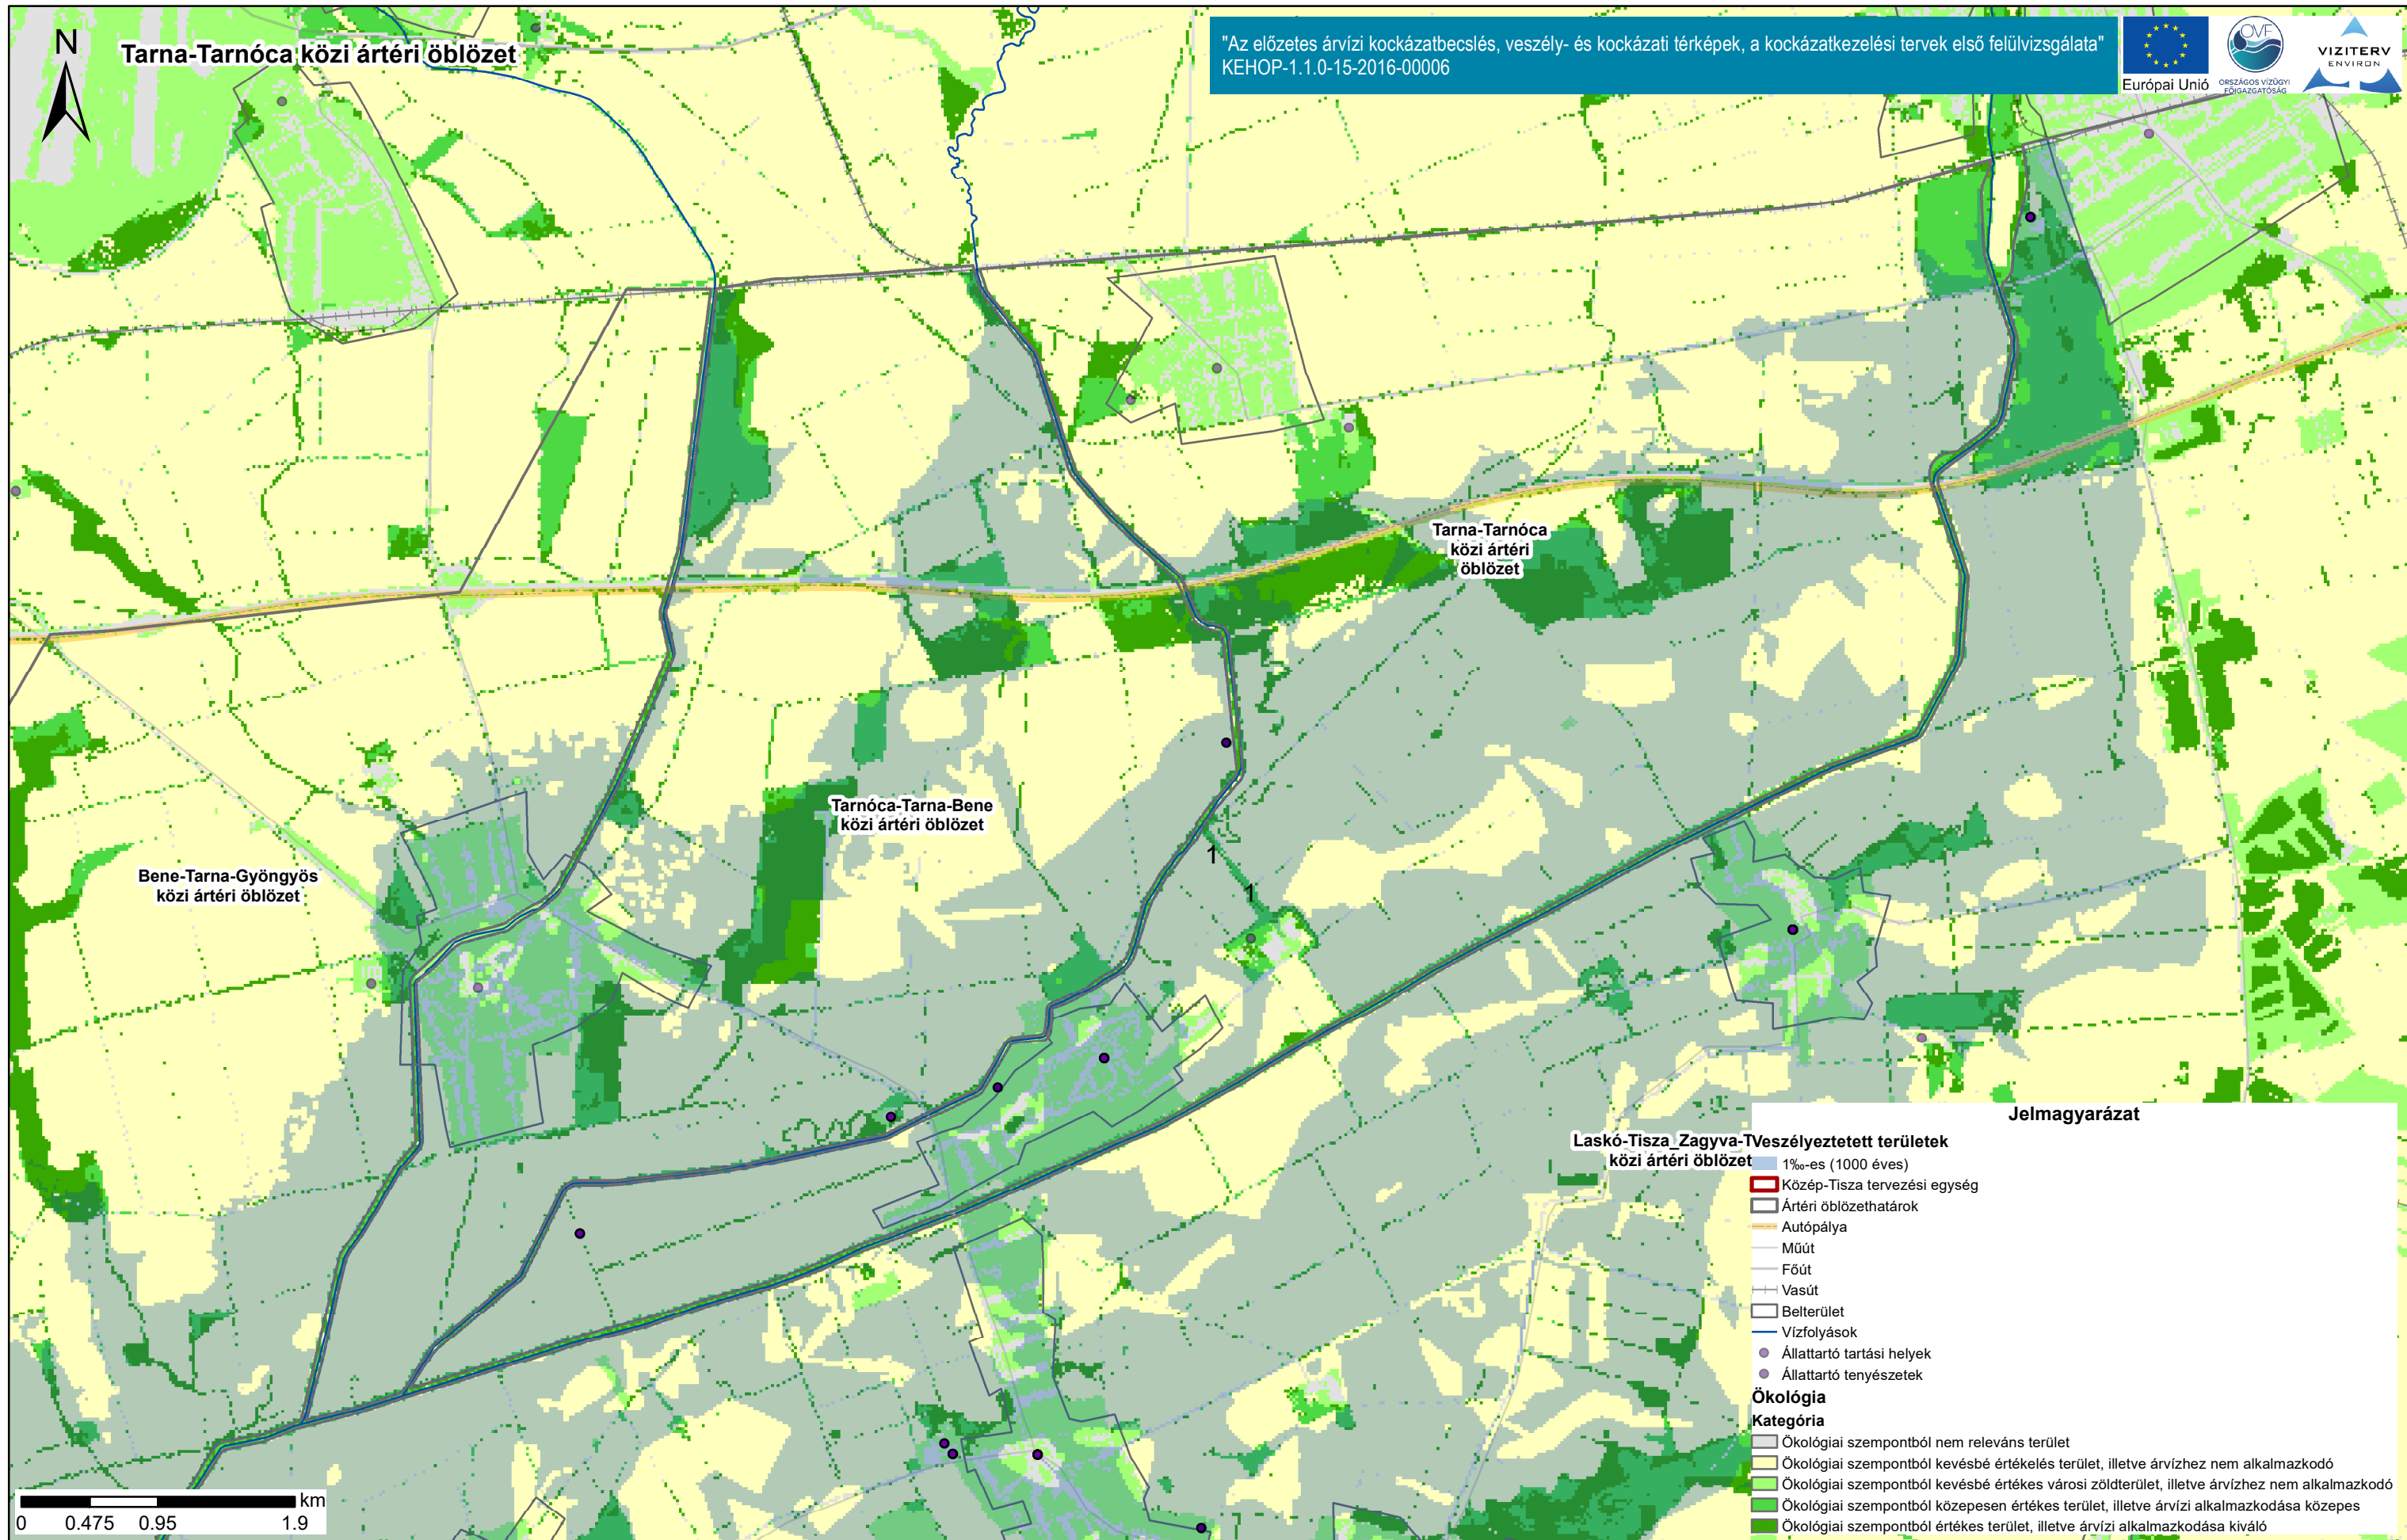 N
Tarna-Tarnóca közi ártéri öblözet
"Az előzetes árvízi kockázatbecslés, veszély- és kockázati térképek, a kockázatkezelési tervek első felülvizsgálata"
KEHOP-1.1.0-15-2016-00006
Európai Unió
OVF
ORSZÁGOS VÍZÜGYI
FŐIGAZGATÓSÁG
VIZITERV
ENVIRON
Tarna-Tarnóca
közi ártéri
öblözet
Tarnóca-Tarna-Bene
közi ártéri öblözet
Bene-Tarna-Gyöngyös
közi ártéri öblözet
1
1
Laskó-Tisza_Zagyva-T
közi ártéri öblözet
Jelmagyarázat
Veszélyeztetett területek
1‰-es (1000 éves)
Közép-Tisza tervezési egység
Ártéri öblözethatárok
Autópálya
Műút
Főút
Vasút
Belterület
Vízfolyások
Állattartó tartási helyek
Állattartó tenyészetek
Ökológia
Kategória
Ökológiai szempontból nem releváns terület
Ökológiai szempontból kevésbé értékelés terület, illetve árvízhez nem alkalmazkodó
Ökológiai szempontból kevésbé értékes városi zöldterület, illetve árvízhez nem alkalmazkodó
Ökológiai szempontból közepesen értékes terület, illetve árvízi alkalmazkodása közepes
Ökológiai szempontból értékes terület, illetve árvízi alkalmazkodása kiváló
km
0 0.475 0.95 1.9